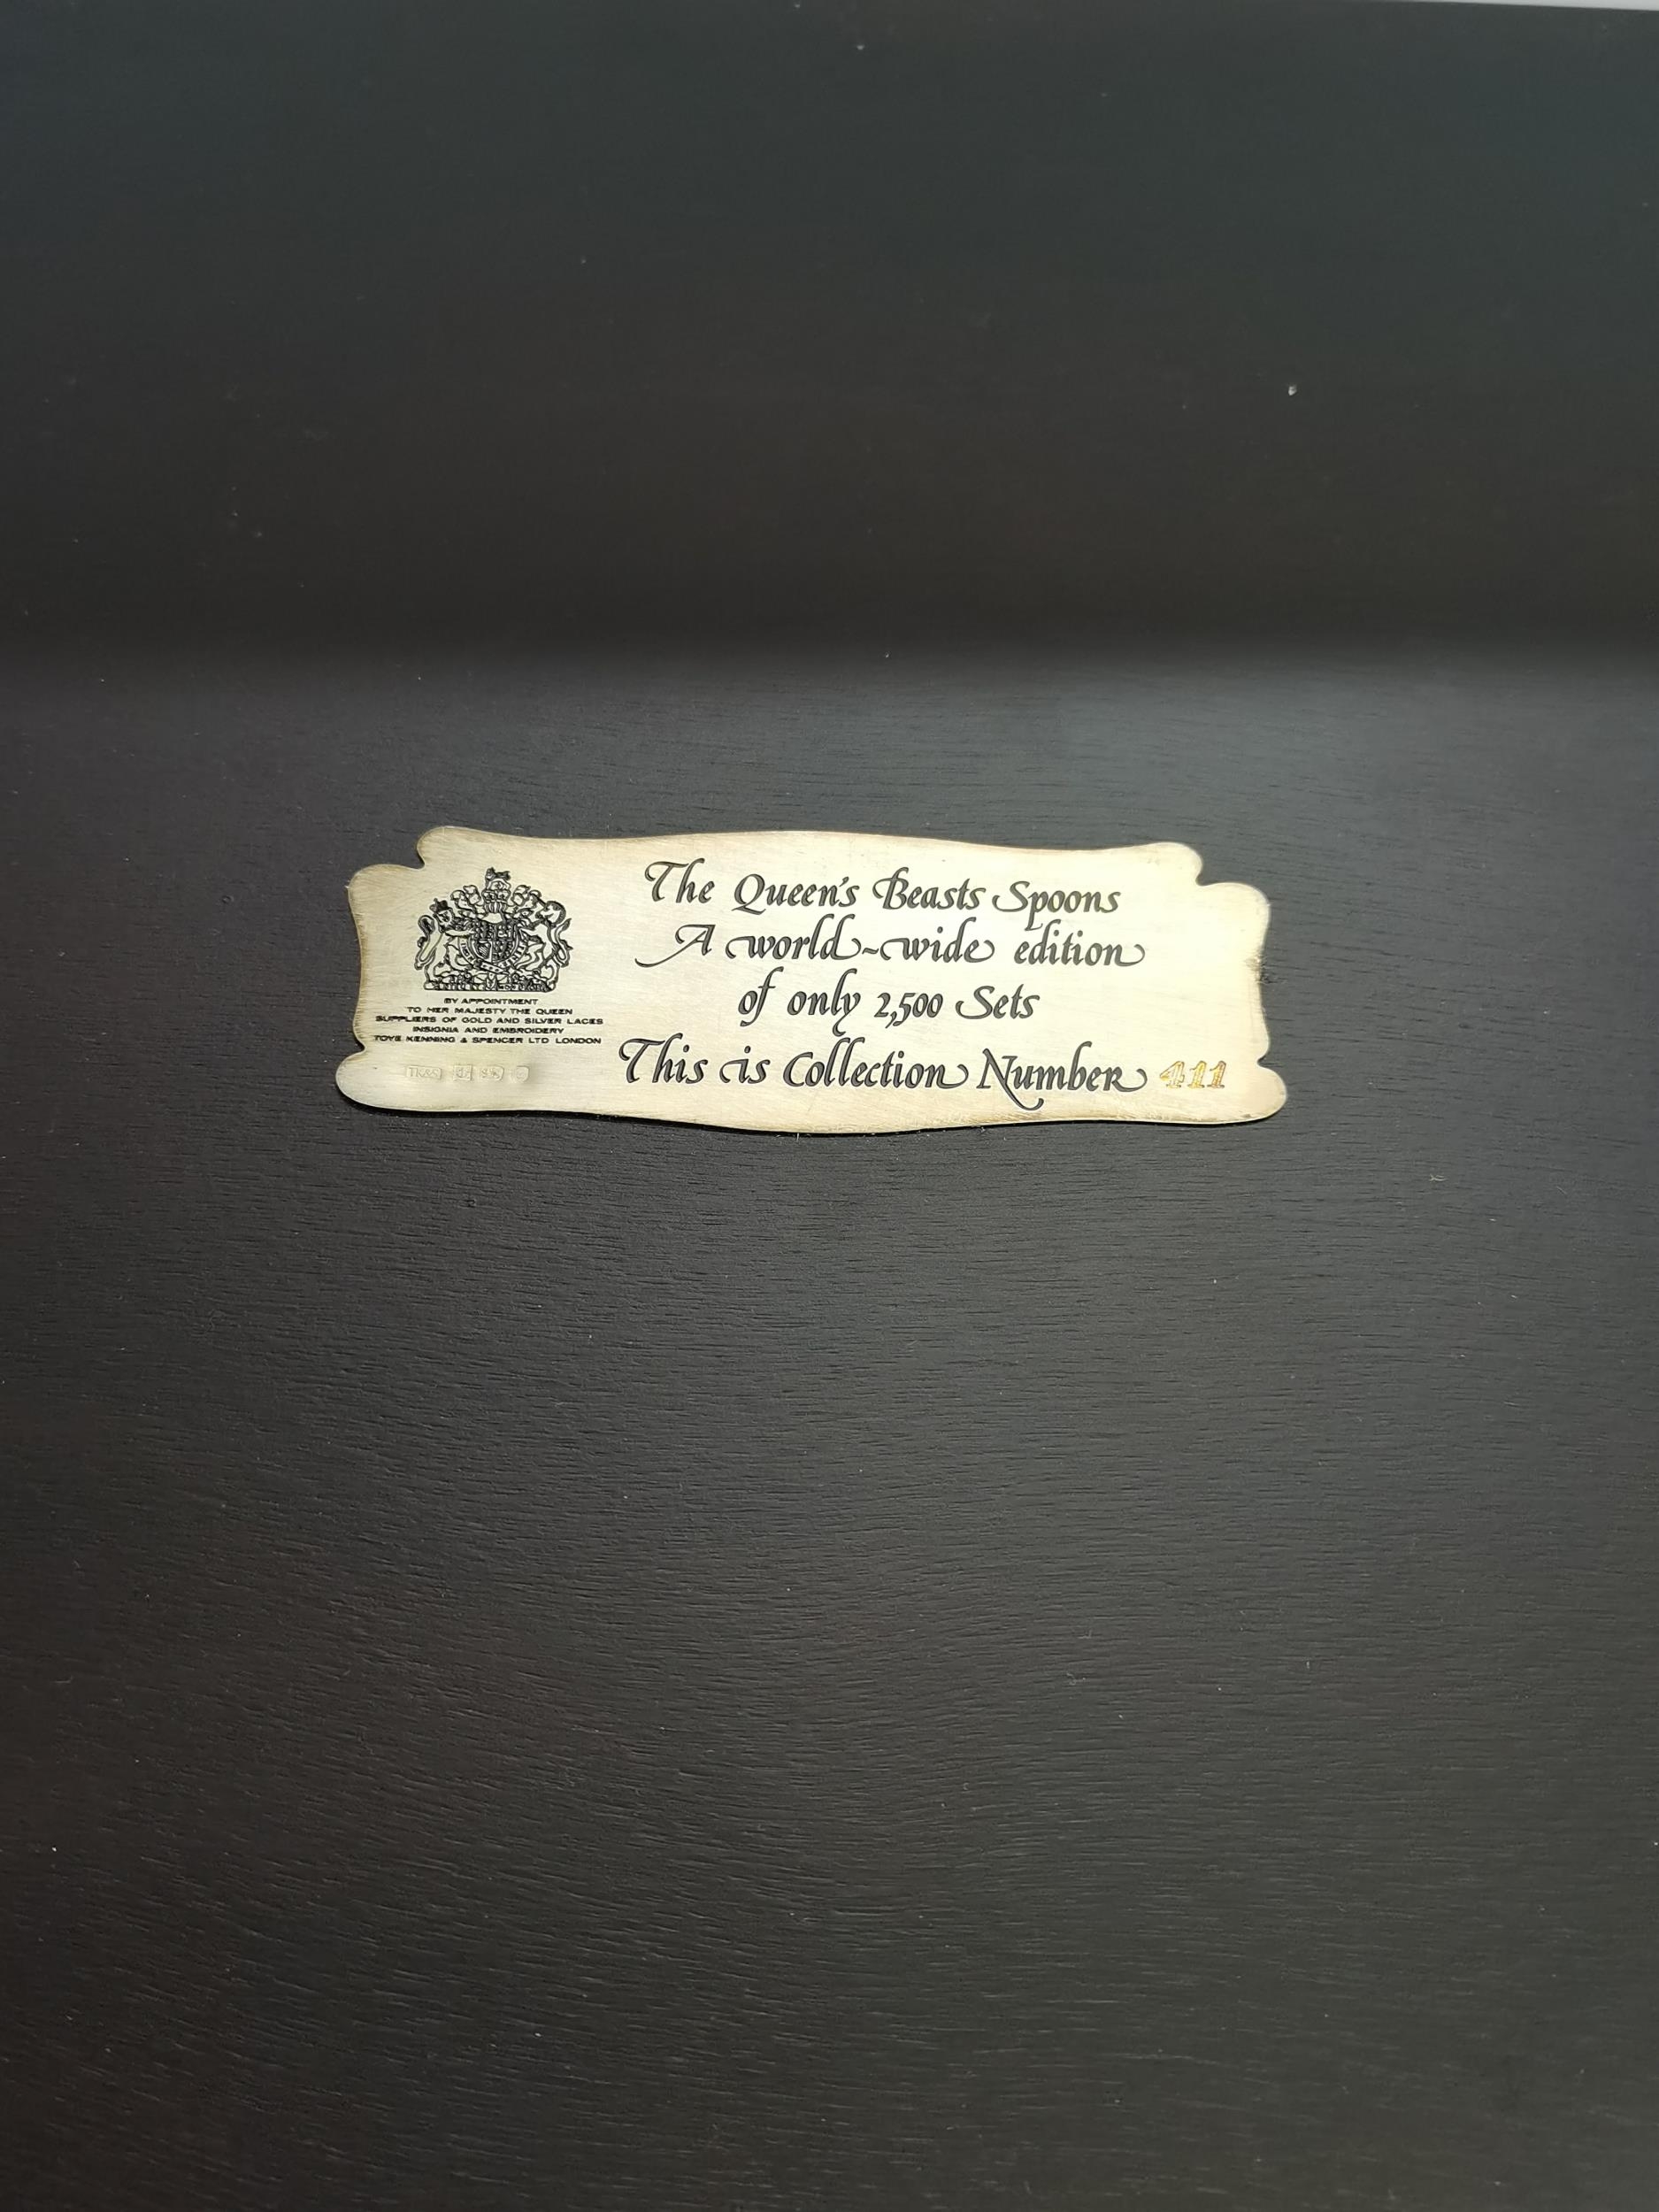 The Queen's Beasts Spoons
A world-wide edition
of only 2,500 Sets
This is Collection Number 411
BY APPOINTMENT
TO HER MAJESTY THE QUEEN
SUPPLIERS OF GOLD AND SILVER LACES
INSIGNIA AND EMBROIDERY
TOYE KENNING & SPENCER LTD LONDON
TK&S